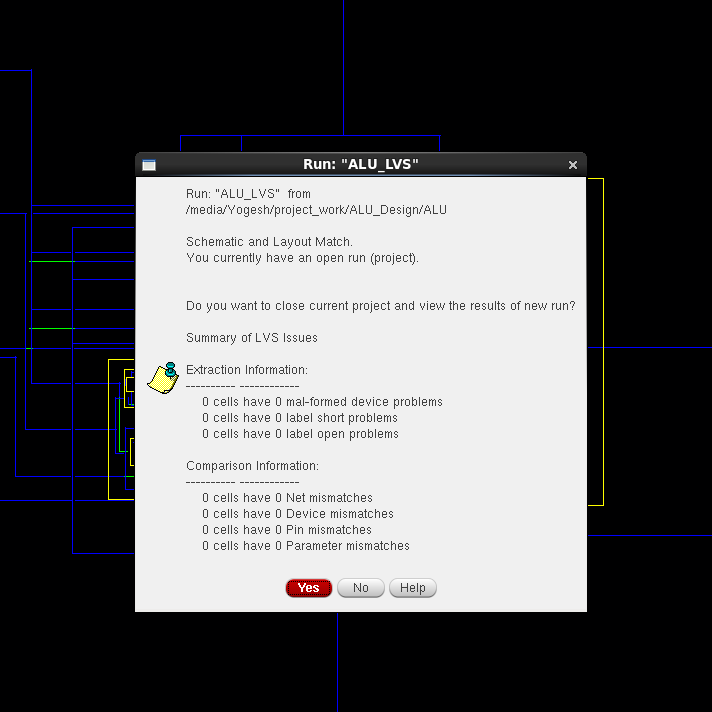 Run: "ALU_LVS"
Run: "ALU_LVS" from
/media/Yogesh/project_work/ALU_Design/ALU
Schematic and Layout Match.
You currently have an open run (project).
Do you want to close current project and view the results of new run?
Summary of LVS Issues
Extraction Information:
---------- ------------
0 cells have 0 mal-formed device problems
0 cells have 0 label short problems
0 cells have 0 label open problems
Comparison Information:
---------- ------------
0 cells have 0 Net mismatches
0 cells have 0 Device mismatches
0 cells have 0 Pin mismatches
0 cells have 0 Parameter mismatches
Yes No Help